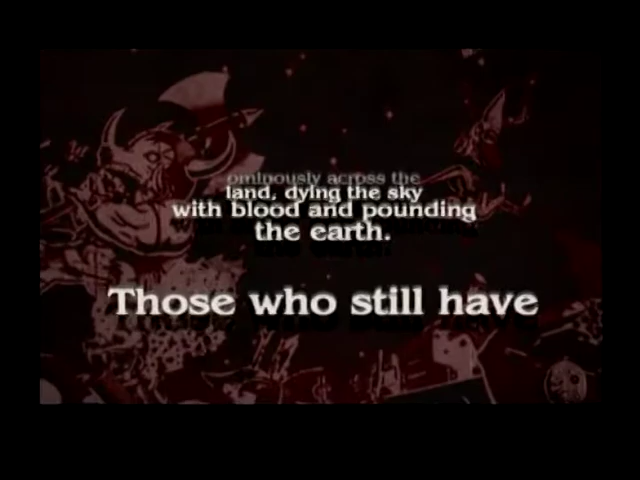 ominously across the
land, dying the sky
with blood and pounding
the earth.
Those who still have